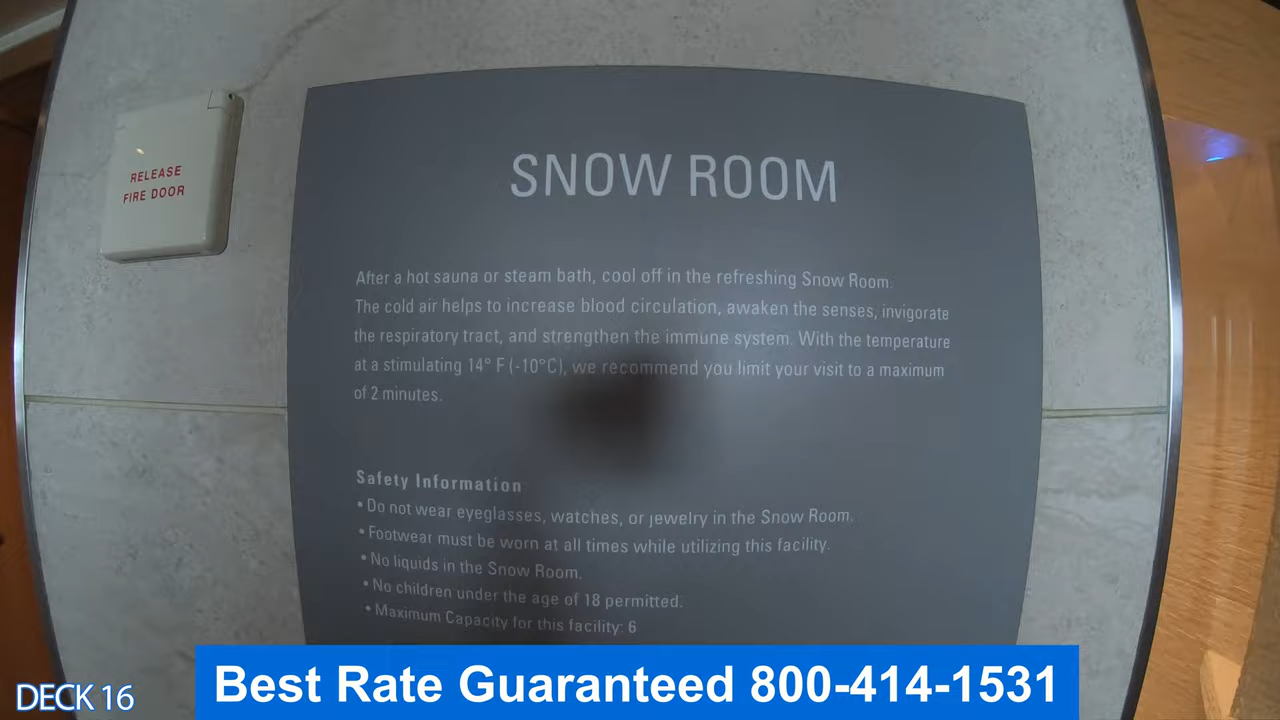 RELEASE
FIRE DOOR
SNOW ROOM
After a hot sauna or steam bath, cool off in the refreshing Snow Room.
The cold air helps to increase blood circulation, awaken the senses, invigorate
the respiratory tract, and strengthen the immune system. With the temperature
at a stimulating 14° F (-10°C), we recommend you limit your visit to a maximum
of 2 minutes.
Safety Information
• Do not wear eyeglasses, watches, or jewelry in the Snow Room.
• Footwear must be worn at all times while utilizing this facility.
• No liquids in the Snow Room.
• No children under the age of 18 permitted.
• Maximum Capacity for this facility: 6
Best Rate Guaranteed 800-414-1531
DECK 16